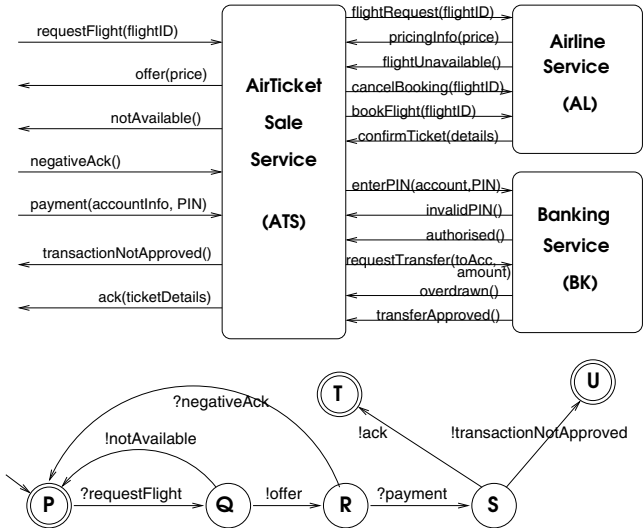 requestFlight(flightID)
offer(price)
notAvailable()
negativeAck()
payment(accountInfo, PIN)
transactionNotApproved()
ack(ticketDetails)
AirTicket
Sale
Service
(ATS)
flightRequest(flightID)
pricingInfo(price)
flightUnavailable()
cancelBooking(flightID)
bookFlight(flightID)
confirmTicket(details)
Airline
Service
(AL)
enterPIN(account,PIN)
invalidPIN()
authorised()
requestTransfer(toAcc,
amount)
overdrawn()
transferApproved()
Banking
Service
(BK)
T
U
?negativeAck
!notAvailable
!ack
!transactionNotApproved
P
?requestFlight
Q
!offer
R
?payment
S